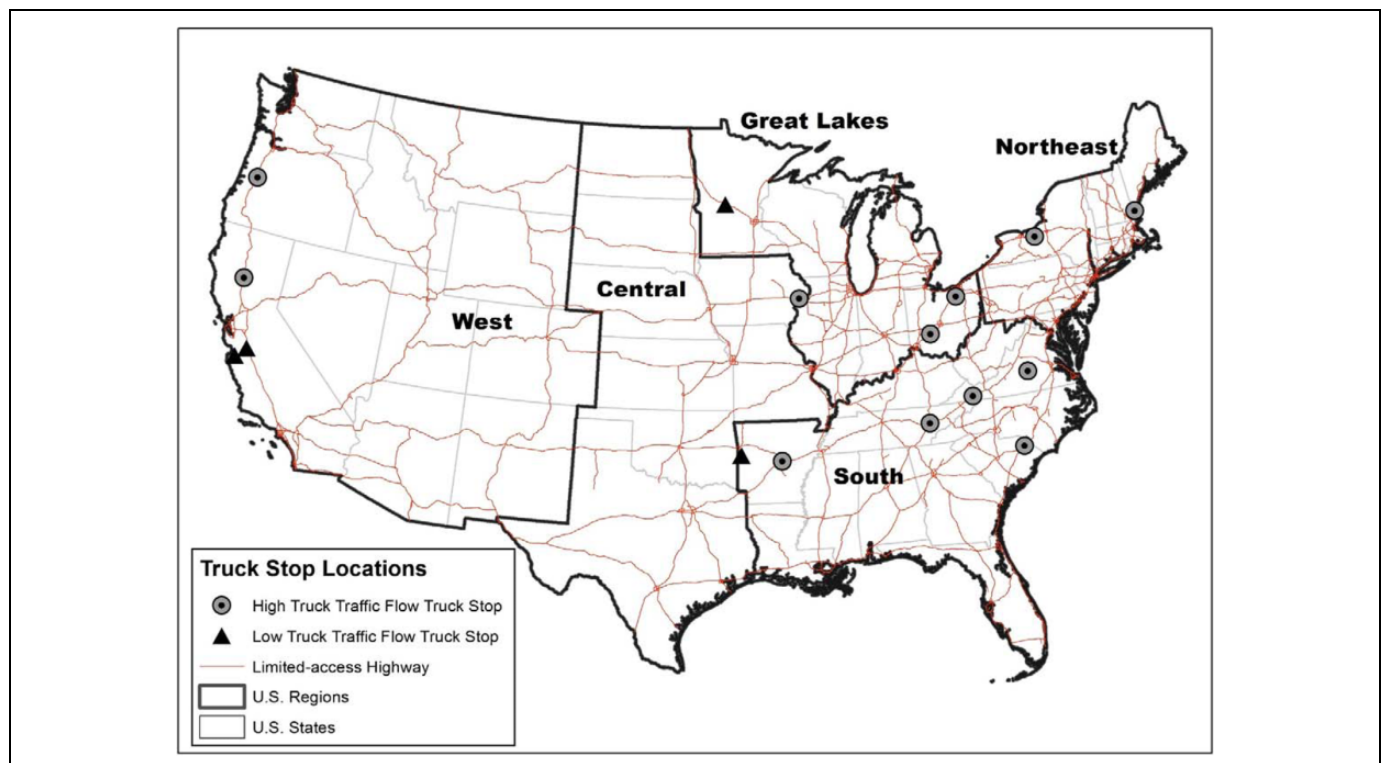 Great Lakes
Northeast
Central
West
South
Truck Stop Locations
High Truck Traffic Flow Truck Stop
Low Truck Traffic Flow Truck Stop
Limited-access Highway
U.S. Regions
U.S. States